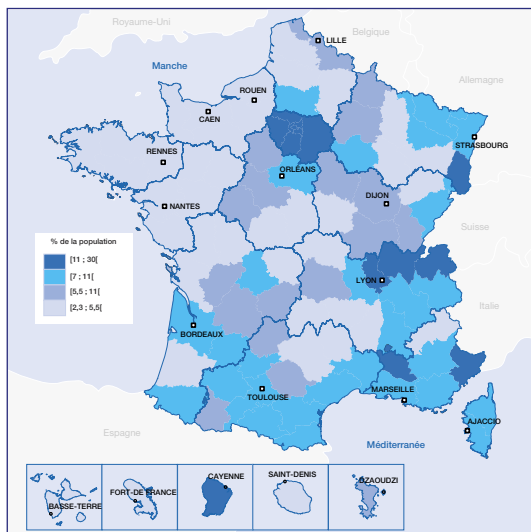 Royaume-Uni
Belgique
LILLE
Manche
Allemagne
ROUEN
CAEN
STRASBOURG
RENNES
ORLÉANS
DIJON
NANTES
Suisse
% de la population
[11 ; 30[
[7 ; 11[
[5,5 ; 11[
[2,3 ; 5,5[
LYON
Italie
BORDEAUX
TOULOUSE
MARSEILLE
AJACCIO
Espagne
Méditerranée
BASSE-TERRE
FORT-DE-FRANCE
CAYENNE
SAINT-DENIS
DZAOUDZI